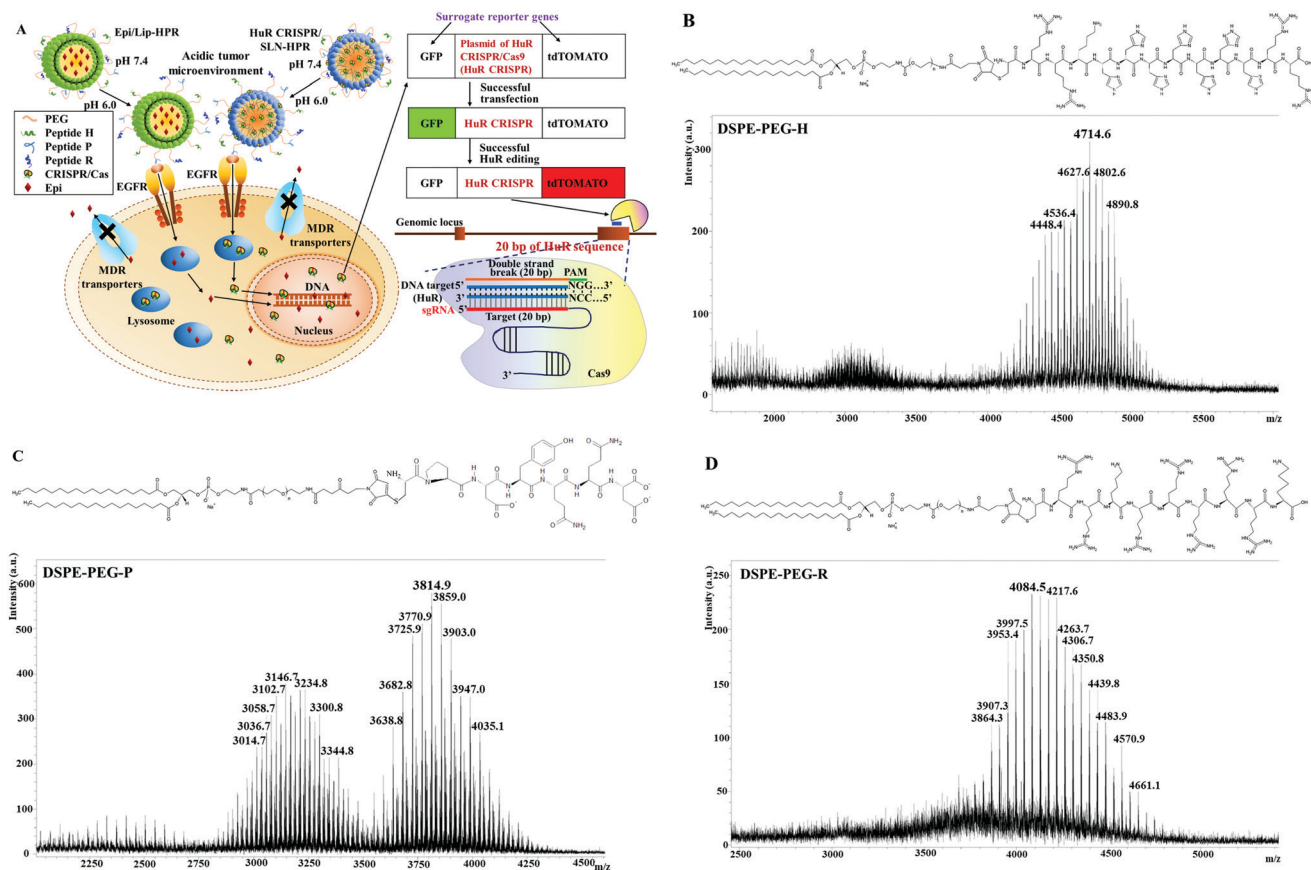 A
Epi/Lip-HPR
pH 7.4
Acidic tumor
microenvironment
HuR CRISPR/
SLN-HPR
pH 7.4
pH 6.0
pH 6.0
PEG
Peptide H
Peptide P
Peptide R
CRISPR/Cas
Epi
EGFR
EGFR
MDR
transporters
MDR
transporters
Lysosome
DNA
Nucleus
Surrogate reporter genes
GFP
Plasmid of HuR
CRISPR/Cas9
(HuR CRISPR)
tdTOMATO
Successful
transfection
GFP
HuR CRISPR
tdTOMATO
Successful
HuR editing
GFP
HuR CRISPR
tdTOMATO
Genomic locus
20 bp of HuR sequence
Double strand
break (20 bp)
PAM
DNA target
5’
NGG…3’
(HuR)
3’
NCC…5’
sgRNA
5’
Target (20 bp)
3’
Cas9
B
DSPE-PEG-H
Intensity (a.u.)
300
200
100
0
4714.6
4627.6
4802.6
4536.4
4890.8
4448.4
2000
3000
4000
4500
5000
5500
m/z
C
DSPE-PEG-P
Intensity (a.u.)
600
500
400
300
200
100
0
3814.9
3859.0
3770.9
3725.9
3903.0
3682.8
3947.0
3638.8
4035.1
3146.7
3102.7
3234.8
3058.7
3300.8
3036.7
3014.7
3344.8
2250
2500
2750
3000
3250
3500
3750
4000
4250
4500
m/z
D
DSPE-PEG-R
Intensity (a.u.)
250
200
150
100
50
0
4084.5
4217.6
3997.5
3953.4
4263.7
4306.7
4350.8
4439.8
3907.3
3864.3
4483.9
4570.9
4661.1
2500
3000
3500
4000
4500
5000
m/z